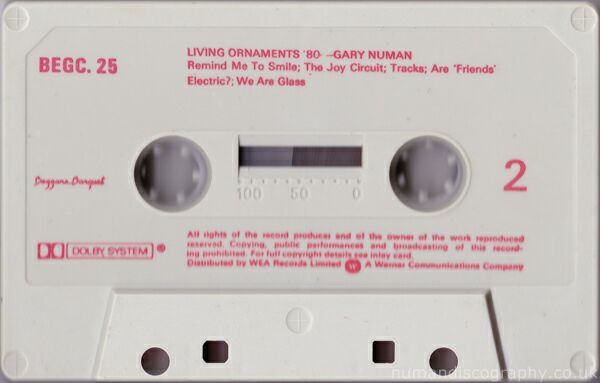 LIVING ORNAMENTS '80 - GARY NUMAN
BEGC. 25
Remind Me To Smile; The Joy Circuit; Tracks; Are 'Friends'
Electric?; We Are Glass
100 50 0
2
Beggars Banquet
All rights of the record producer and of the owner of the work reproduced
reserved. Copying, public performances and broadcasting of this record-
ing prohibited. For full copyright details see inlay card.
DOLBY SYSTEM ®
Distributed by WEA Records Limited W A Warner Communications Company
numandiscography.co.uk